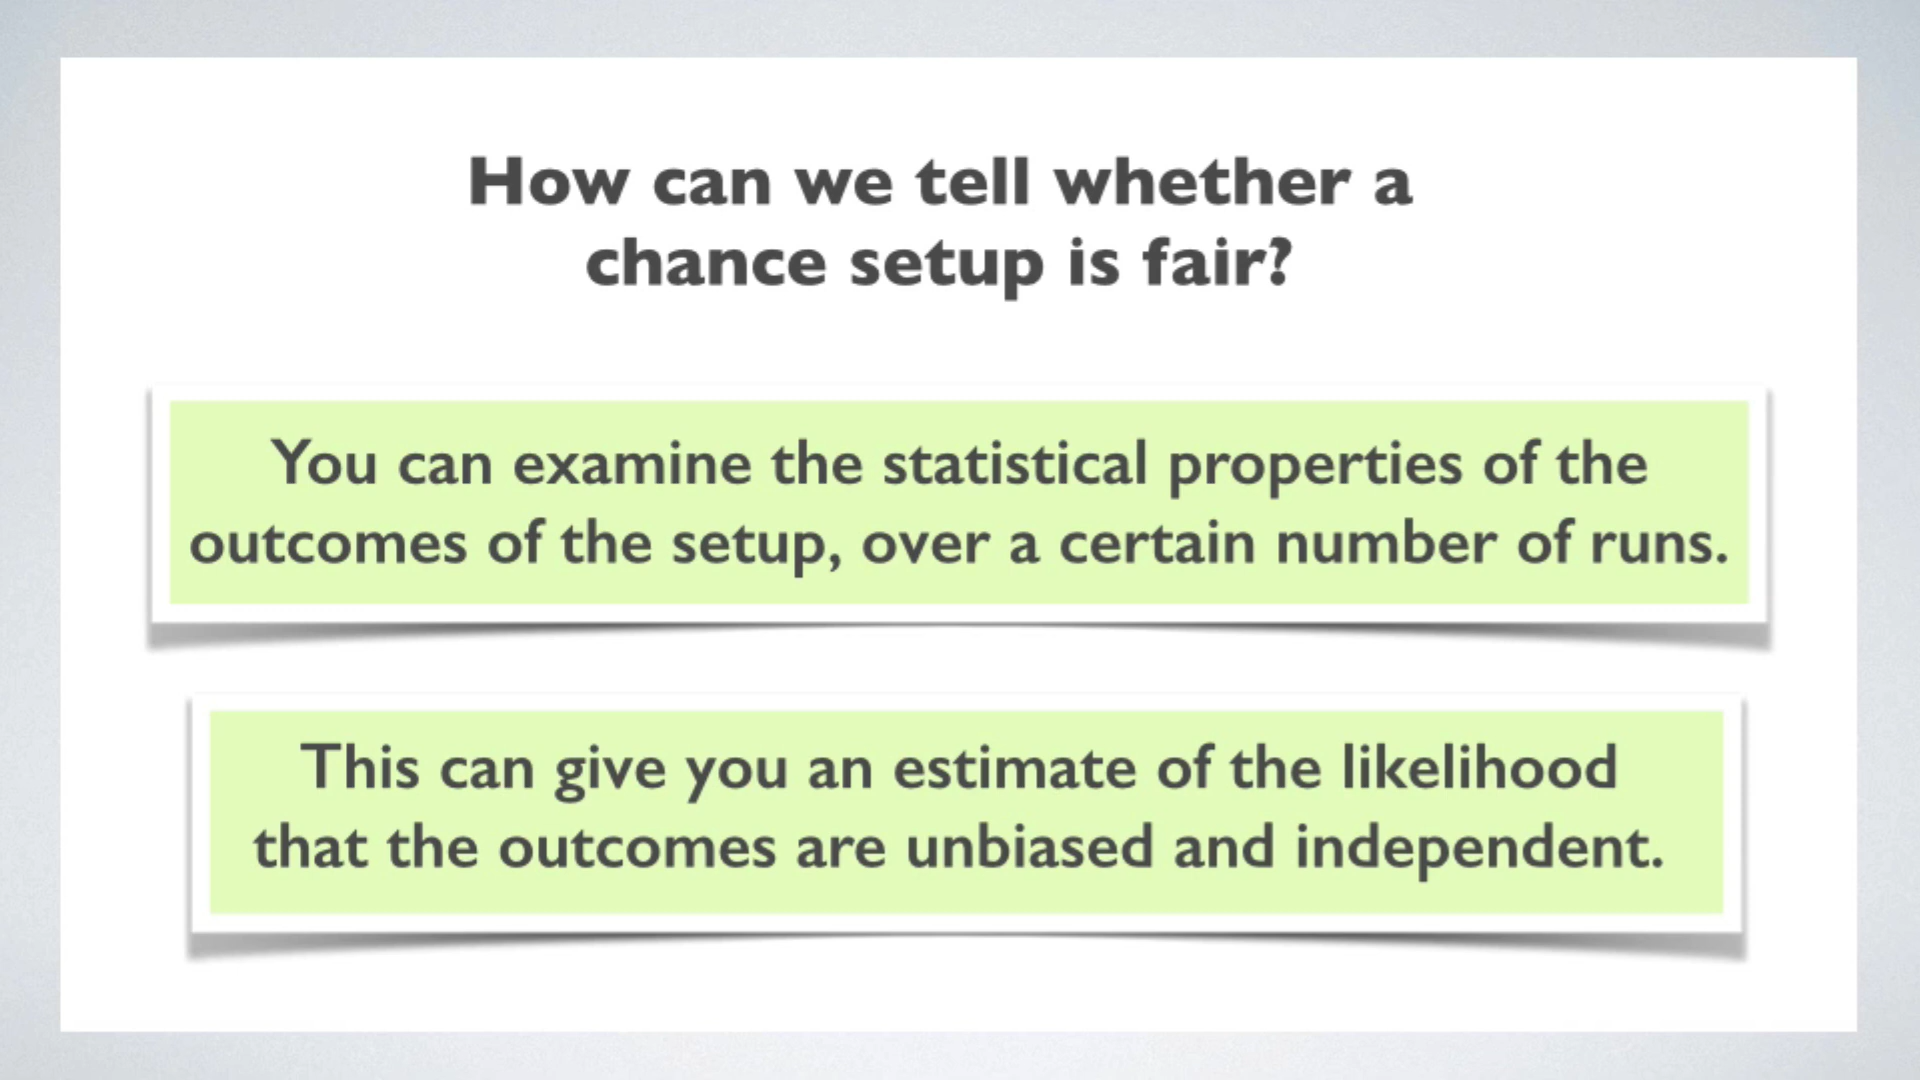 How can we tell whether a
chance setup is fair?
You can examine the statistical properties of the
outcomes of the setup, over a certain number of runs.
This can give you an estimate of the likelihood
that the outcomes are unbiased and independent.